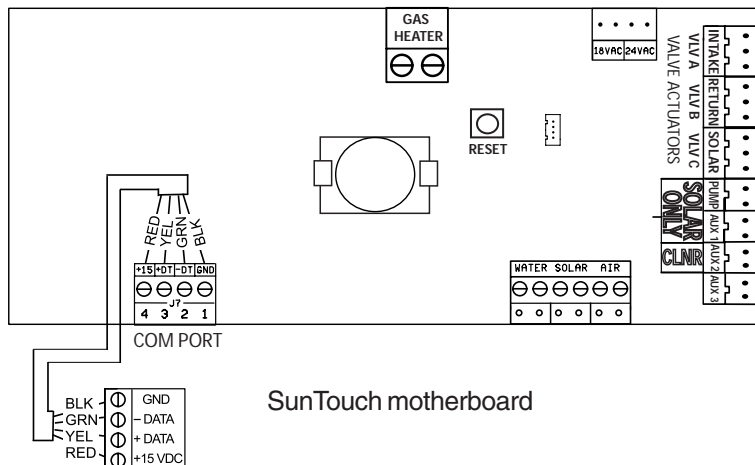 GAS
HEATER
18VAC 24VAC
INTAKE RETURN SOLAR PUMP AUX 1 AUX 2 AUX 3
VLV A VLV B VLV C
VALVE ACTUATORS
SOLAR
ONLY
CLNR
RESET
RED
YEL
GRN
BLK
+15 +DT -DT GND
J7
4 3 2 1
COM PORT
WATER SOLAR AIR
SunTouch motherboard
BLK GND
GRN – DATA
YEL + DATA
RED +15 VDC